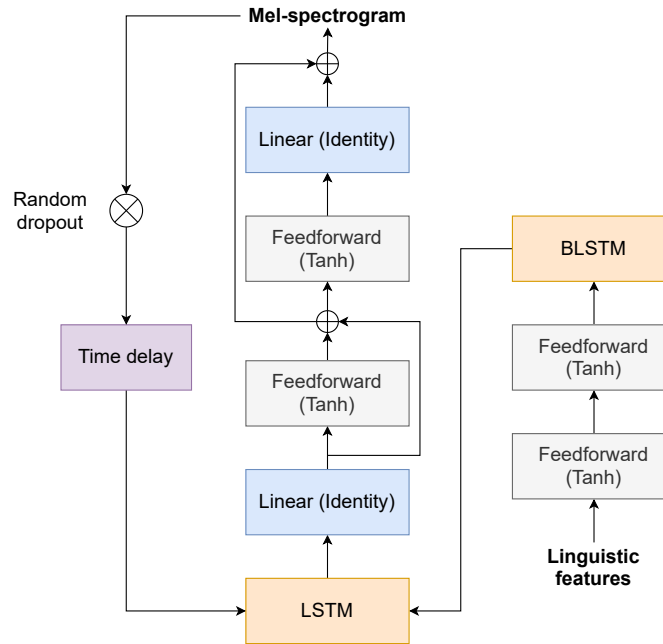 Mel-spectrogram
Linear (Identity)
Random
dropout
Feedforward
(Tanh)
BLSTM
Time delay
Feedforward
(Tanh)
Feedforward
(Tanh)
Feedforward
(Tanh)
Linear (Identity)
Linguistic
features
LSTM